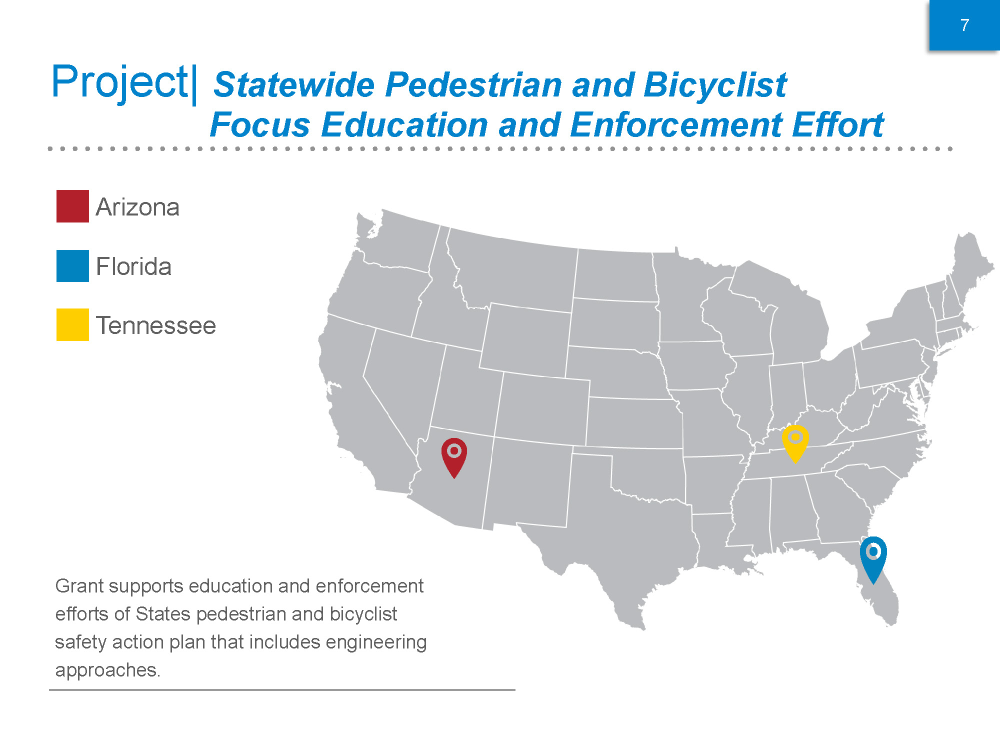 7
Project| Statewide Pedestrian and Bicyclist
Focus Education and Enforcement Effort
Arizona
Florida
Tennessee
Grant supports education and enforcement
efforts of States pedestrian and bicyclist
safety action plan that includes engineering
approaches.